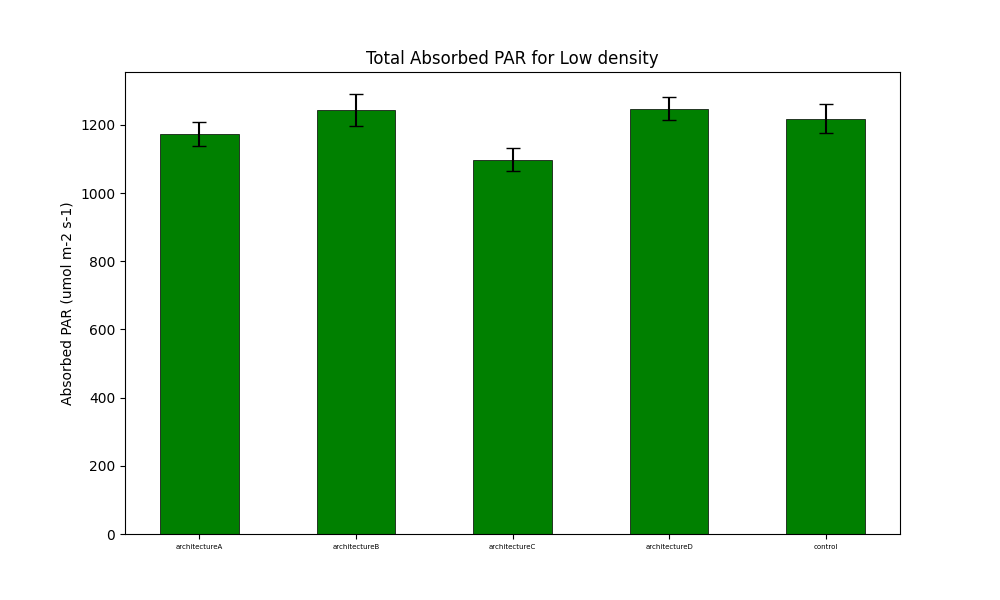 Total Absorbed PAR for Low density
Absorbed PAR (umol m-2 s-1)
1200
1000
800
600
400
200
0
architectureA
architectureB
architectureC
architectureD
control